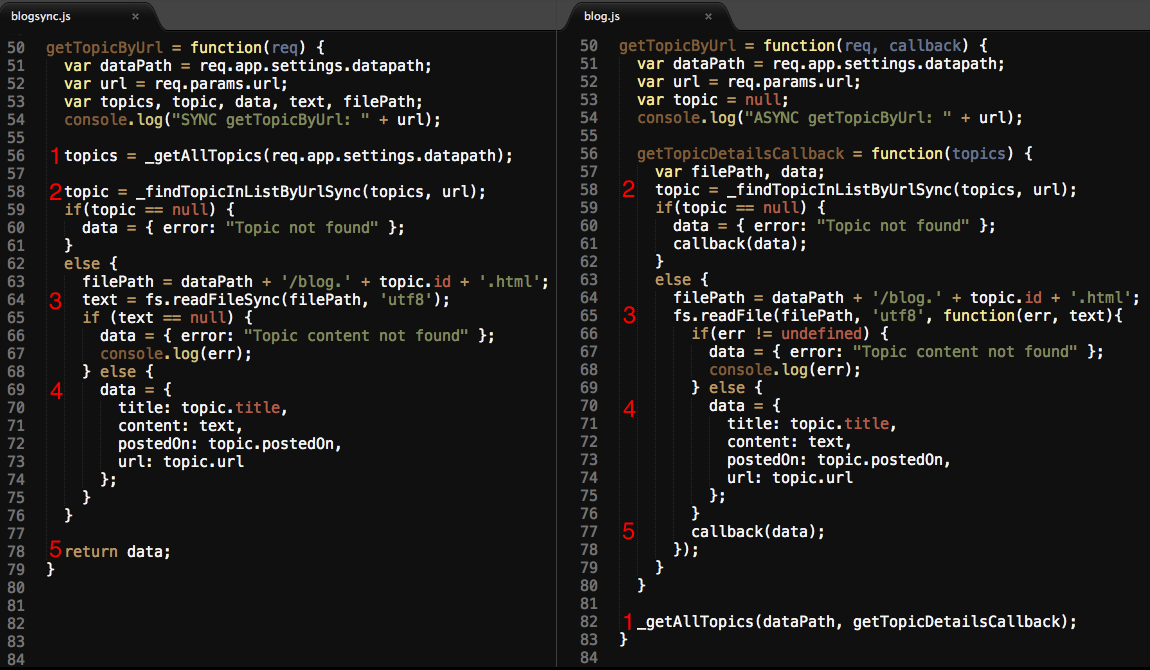 blogsync.js ×
50 getTopicByUrl = function(req) {
51 var dataPath = req.app.settings.datapath;
52 var url = req.params.url;
53 var topics, topic, data, text, filePath;
54 console.log("SYNC getTopicByUrl: " + url);
55
56 1 topics = _getAllTopics(req.app.settings.datapath);
57
58 2 topic = _findTopicInListByUrlSync(topics, url);
59 if(topic == null) {
60 data = { error: "Topic not found" };
61 }
62 else {
63 filePath = dataPath + '/blog.' + topic.id + '.html';
64 3 text = fs.readFileSync(filePath, 'utf8');
65 if (text == null) {
66 data = { error: "Topic content not found" };
67 console.log(err);
68 } else {
69 4 data = {
70 title: topic.title,
71 content: text,
72 postedOn: topic.postedOn,
73 url: topic.url
74 };
75 }
76 }
77
78 5 return data;
79 }
80
81
82
83
84
blog.js ×
50 getTopicByUrl = function(req, callback) {
51 var dataPath = req.app.settings.datapath;
52 var url = req.params.url;
53 var topic = null;
54 console.log("ASYNC getTopicByUrl: " + url);
55
56 getTopicDetailsCallback = function(topics) {
57 var filePath, data;
58 2 topic = _findTopicInListByUrlSync(topics, url);
59 if(topic == null) {
60 data = { error: "Topic not found" };
61 callback(data);
62 }
63 else {
64 filePath = dataPath + '/blog.' + topic.id + '.html';
65 3 fs.readFile(filePath, 'utf8', function(err, text){
66 if(err != undefined) {
67 data = { error: "Topic content not found" };
68 console.log(err);
69 } else {
70 4 data = {
71 title: topic.title,
72 content: text,
73 postedOn: topic.postedOn,
74 url: topic.url
75 };
76 }
77 5 callback(data);
78 });
79 }
80 }
81
82 1 _getAllTopics(dataPath, getTopicDetailsCallback);
83 }
84